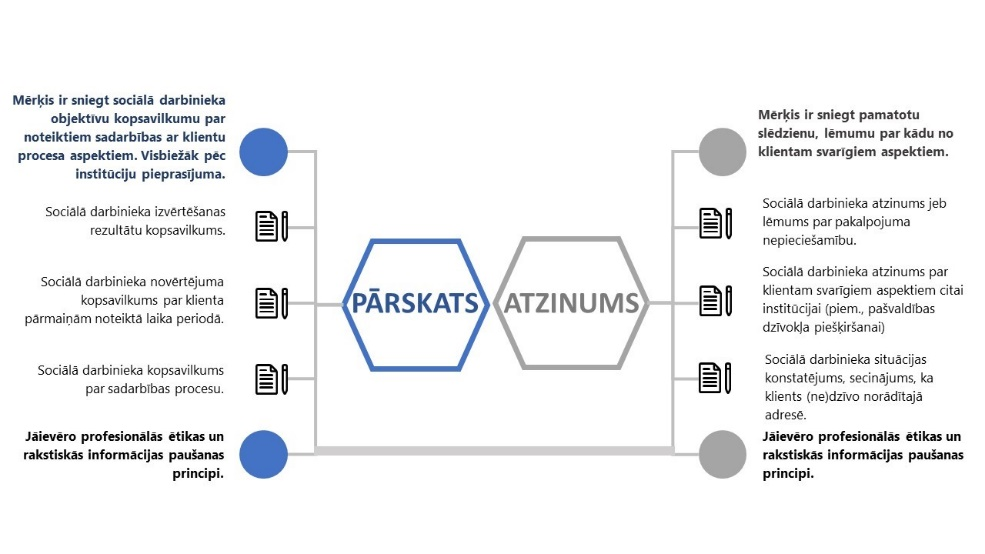 Mērķis ir sniegt sociālā darbinieka
objektīvu kopsavilkumu par
noteiktiem sadarbības ar klientu
procesa aspektiem. Visbiežāk pēc
institūciju pieprasījuma.
Sociālā darbinieka izvērtēšanas
rezultātu kopsavilkums.
Sociālā darbinieka novērtējuma
kopsavilkums par klienta
pārmaiņām noteiktā laika periodā.
Sociālā darbinieka kopsavilkums
par sadarbības procesu.
Jāievēro profesionālās ētikas un
rakstiskās informācijas paušanas
principi.
PĀRSKATS
ATZINUMS
Mērķis ir sniegt pamatotu
slēdzienu, lēmumu par kādu no
klientam svarīgiem aspektiem.
Sociālā darbinieka atzinums jeb
lēmums par pakalpojuma
nepieciešamību.
Sociālā darbinieka atzinums par
klientam svarīgiem aspektiem citai
institūcijai (piem., pašvaldības
dzīvokļa piešķiršanai)
Sociālā darbinieka situācijas
konstatējums, secinājums, ka
klients (ne)dzīvo norādītajā
adresē.
Jāievēro profesionālās ētikas un
rakstiskās informācijas paušanas
principi.